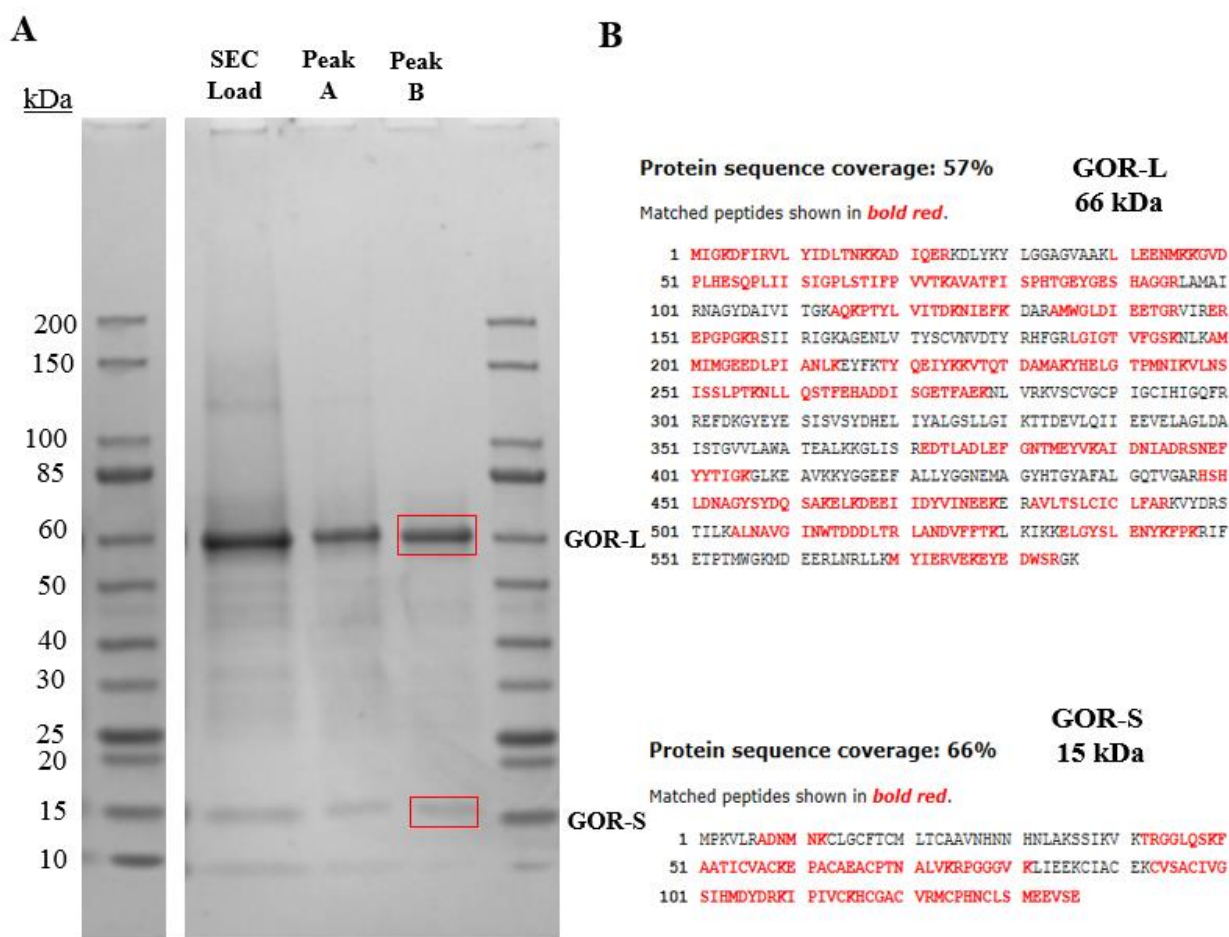 A
B
SEC Load
Peak A
Peak B
kDa
200
150
100
85
60
50
40
30
25
20
15
10
GOR-L
GOR-S
Protein sequence coverage: 57%
GOR-L
66 kDa
Matched peptides shown in bold red.
1 MIGKDFIRVL YIDLTNKKAD IQERKDLYKY LGGAGVAAKL LEENMKKGVD
51 PLHESQPLII SIGPLSTIFP VVTKAVATFI SPHTGEYGES HAGGRLAMAI
101 RNAGYDAIVI TGKAQKPTYL VITDKNIEFK DARAMWGLDI EETGRVIRER
151 EPGPGKRSII RIGKAGENLV TYSCVNVDTY RHFGRLGIGT VFGSKNLKAM
201 MIMGEEDLPI ANLKEYFKTY QEIYKKVTQT DAMAKYHELG TPMNIKVLNS
251 ISSLPTKNLL QSTFEHADDI SGETFAEKNL VRKVSCVGCP IGCIHIGQFR
301 REFDKGYEYE SISVSYDHEL IYALGSLLGI KTTDEVLQII EEVELAGLDA
351 ISTGVVLAWA TEALKKGLIS REDTLADLEF GNTMEYVKAI DNIADRSNEF
401 YYTIGKGLKE AVKKYGGEEF ALLYGGNEMA GYHTGYAFAL GQTVGARHSH
451 LDNAGYSYDQ SAKELKDEEI IDYVINEEKE RAVLTSLCIC LFARKVYDRS
501 TILKALNAVG INWTDDDLTR LANDVFFTKL KIKKELGYSL ENYKFPKRIF
551 ETPTMWGKMD EERLNRLLKM YIERVEKEYE DWSRGK
Protein sequence coverage: 66%
GOR-S
15 kDa
Matched peptides shown in bold red.
1 MPKVLRADNM NKCLGCFTCM LTCAAVNHNN HNLAKSSIKV KTRGGLQSKF
51 AATICVACKE PACAEACPTN ALVKRPGGGV KLIEEKCIAC EKCVSACIVG
101 SIHMDYDRKI PIVCKHCGAC VRMCPHNCLS MEEVSE